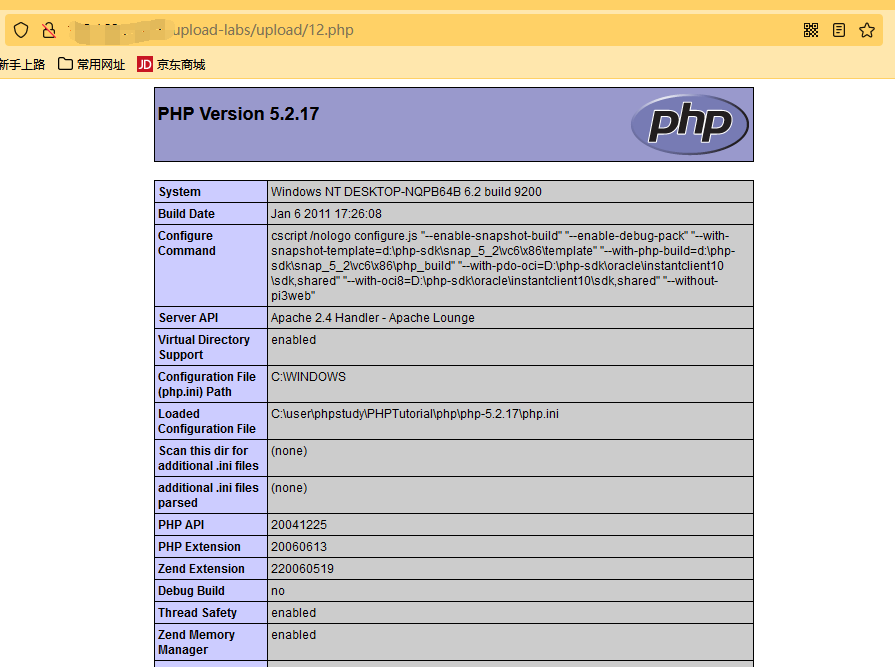 upload-labs/upload/12.php
新手上路 常用网址 JD 京东商城
PHP Version 5.2.17
php
System Windows NT DESKTOP-NQPB64B 6.2 build 9200
Build Date Jan 6 2011 17:26:08
Configure Command cscript /nologo configure.js "--enable-snapshot-build" "--enable-debug-pack" "--with-
snapshot-template=d:\php-sdk\snap_5_2\vc6\x86\template" "--with-php-build=d:\php-
sdk\snap_5_2\vc6\x86\php_build" "--with-pdo-oci=D:\php-sdk\oracle\instantclient10
\sdk,shared" "--with-oci8=D:\php-sdk\oracle\instantclient10\sdk,shared" "--without-
pi3web"
Server API Apache 2.4 Handler - Apache Lounge
Virtual Directory Support enabled
Configuration File (php.ini) Path C:\WINDOWS
Loaded Configuration File C:\user\phpstudy\PHPTutorial\php\php-5.2.17\php.ini
Scan this dir for additional .ini files (none)
additional .ini files parsed (none)
PHP API 20041225
PHP Extension 20060613
Zend Extension 220060519
Debug Build no
Thread Safety enabled
Zend Memory Manager enabled